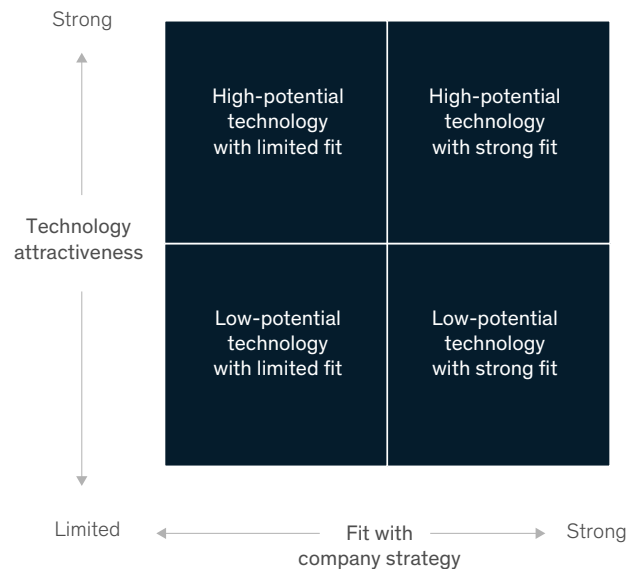 Strong
High-potential
technology
with limited fit
High-potential
technology
with strong fit
Technology
attractiveness
Low-potential
technology
with limited fit
Low-potential
technology
with strong fit
Limited
Fit with
company strategy
Strong